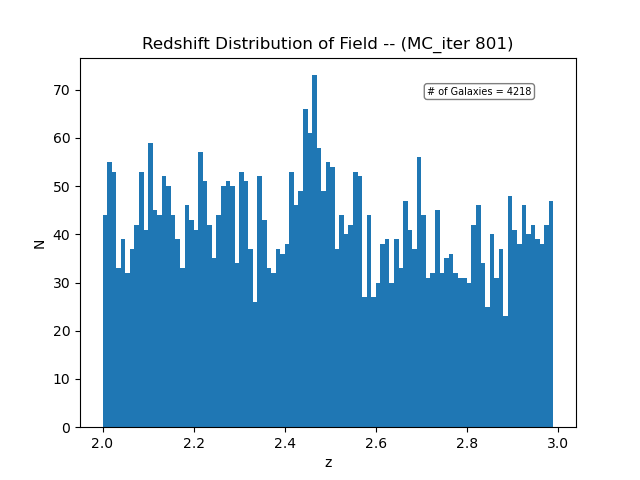 Redshift Distribution of Field -- (MC_iter 801)
# of Galaxies = 4218
70
60
50
40
30
20
10
0
N
2.0 2.2 2.4 2.6 2.8 3.0
z